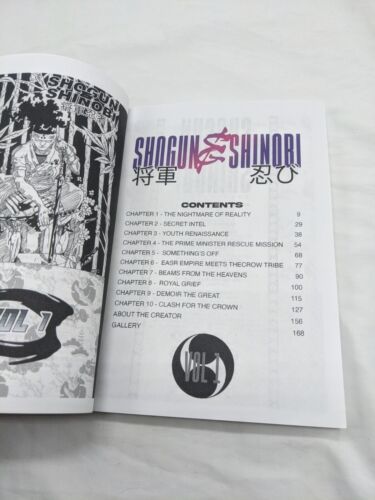 SHOGUN
SHINOBI
VOL 1
SHOGUN & SHINOBI
将軍 忍び
CONTENTS
CHAPTER 1 - THE NIGHTMARE OF REALITY 9
CHAPTER 2 - SECRET INTEL 29
CHAPTER 3 - YOUTH RENAISSANCE 38
CHAPTER 4 - THE PRIME MINISTER RESCUE MISSION 54
CHAPTER 5 - SOMETHING'S OFF 68
CHAPTER 6 - EASR EMPIRE MEETS THECROW TRIBE 77
CHAPTER 7 - BEAMS FROM THE HEAVENS 90
CHAPTER 8 - ROYAL GRIEF 100
CHAPTER 9 - DEMOIR THE GREAT 115
CHAPTER 10 - CLASH FOR THE CROWN 127
ABOUT THE CREATOR 156
GALLERY 168
VOL 1